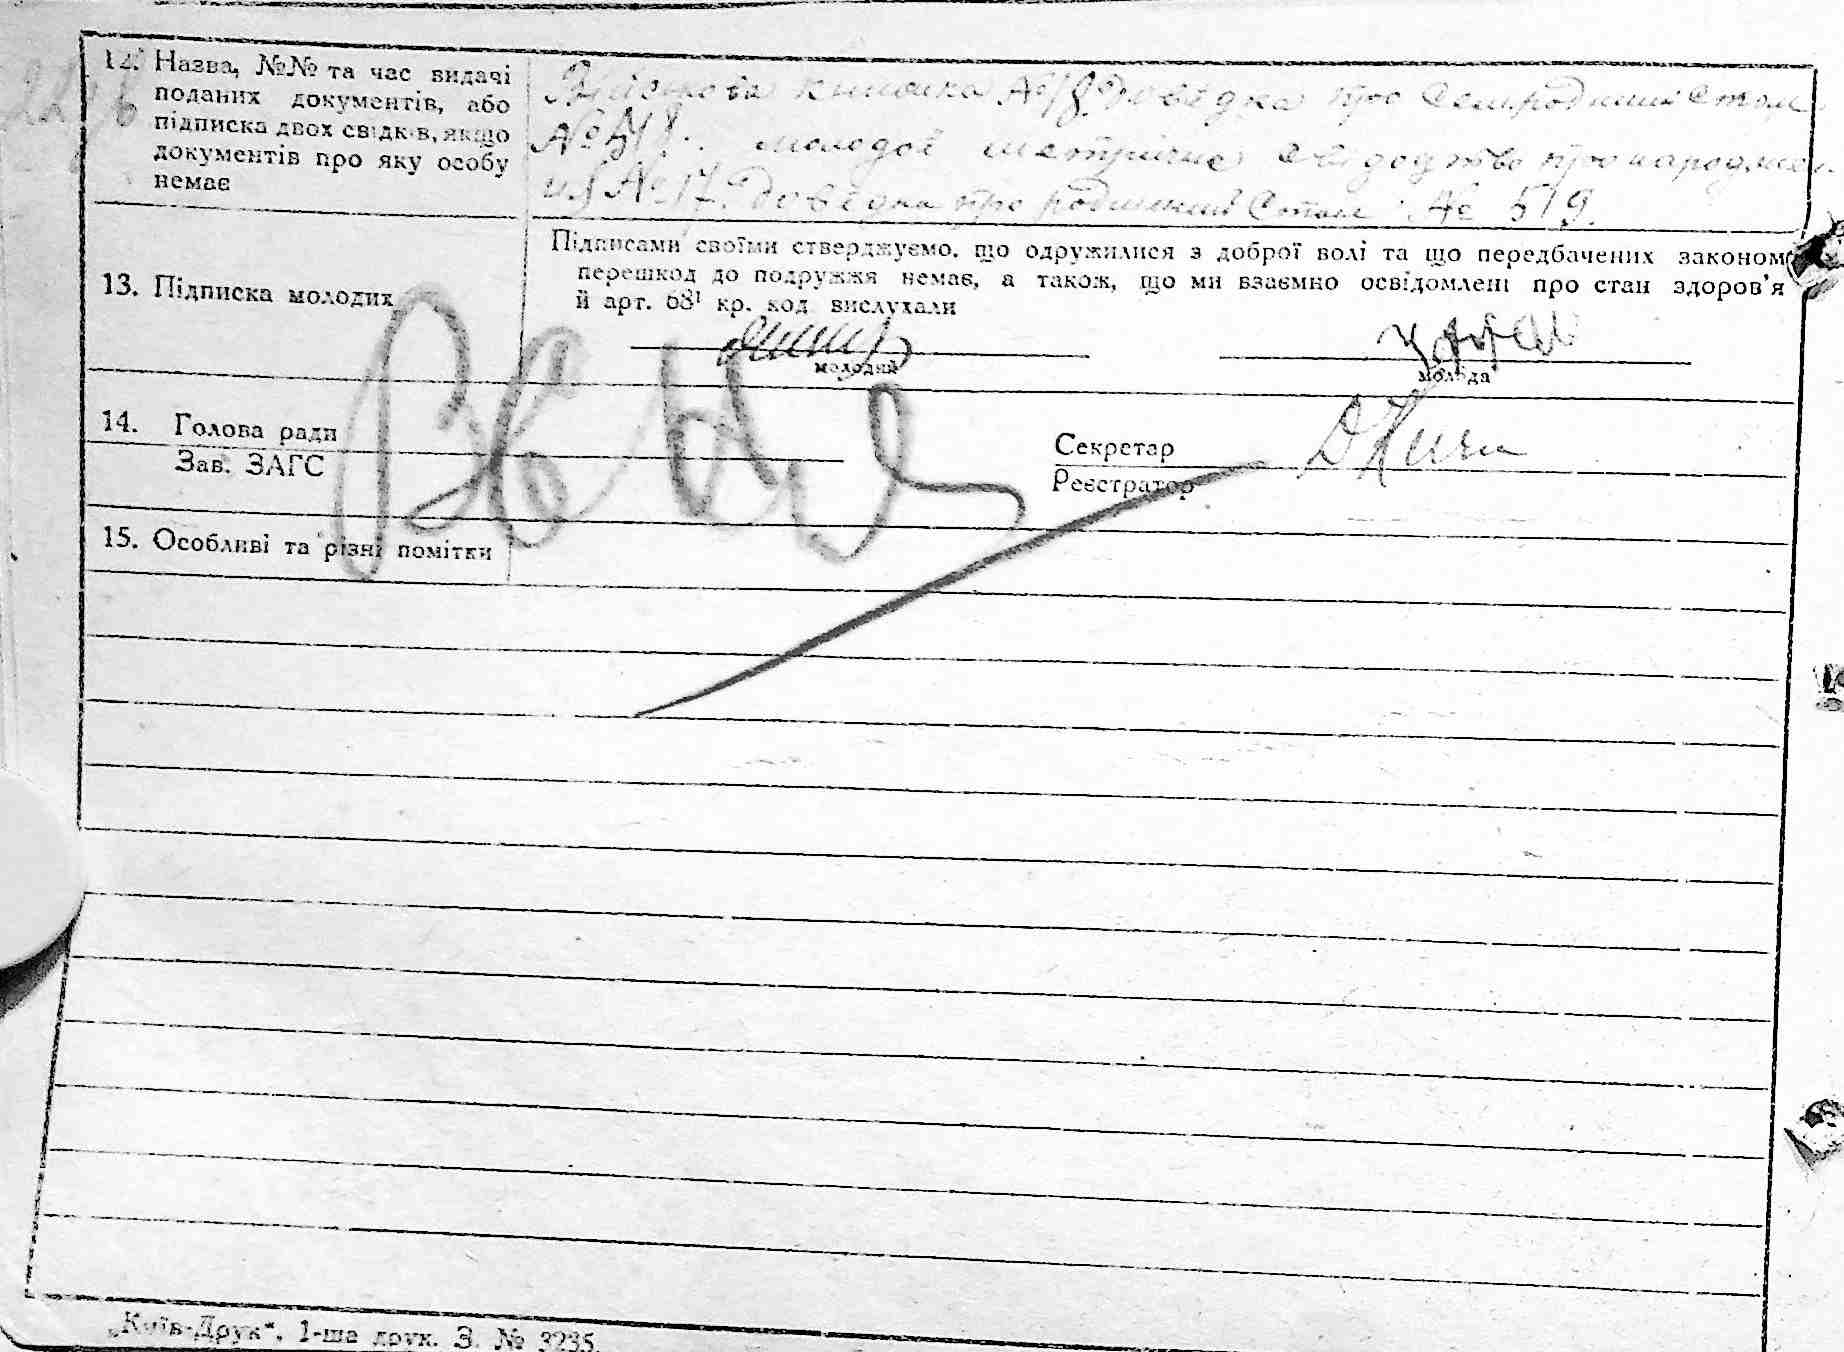 12. Назва, №№ та час видачі
поданих документів, або
підписка двох свідків, якщо
документів про яку особу
немає
Військова книжка № 18. довідка про
№ 518. молодої метричне свідоцтво про народжен
ня № 17. довідка про родинний стан № 519.
13. Підписка молодих
Підписами своїми стверджуємо, що одружилися з доброї волі та що передбачених законом
перешкод до подружжя немає, а також, що ми взаємно освідомлені про стан здоров'я
й арт. 68¹ кр. код вислухали
молодий
молода
14. Голова ради
Зав. ЗАГС
Секретар
Реєстратор
15. Особливі та різні помітки
„Київ-Друк“, 1-ша друк. З. № 3235.